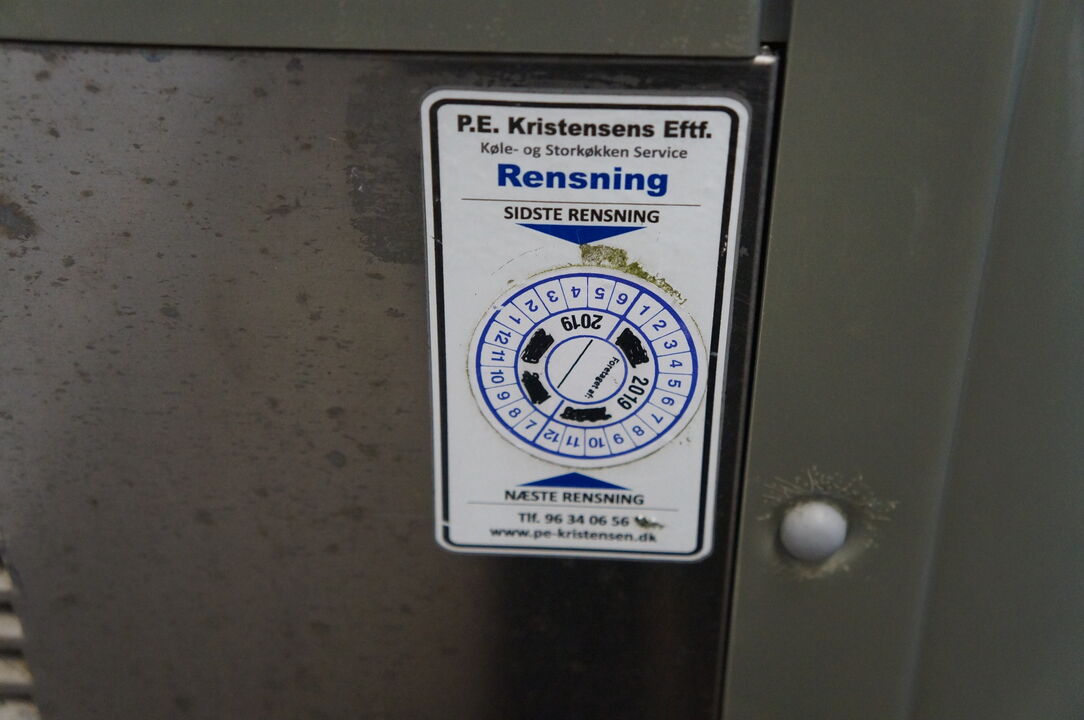 P.E. Kristensens Eftf.
Køle- og Storkøkken Service
Rensning
SIDSTE RENSNING
1 2 3 4 5 6 7 8 9 10 11 12
7 8 9 10 11 12 1 2 3 4 5 6
2019
2019
Foretaget af:
NÆSTE RENSNING
Tlf. 96 34 06 56
www.pe-kristensen.dk